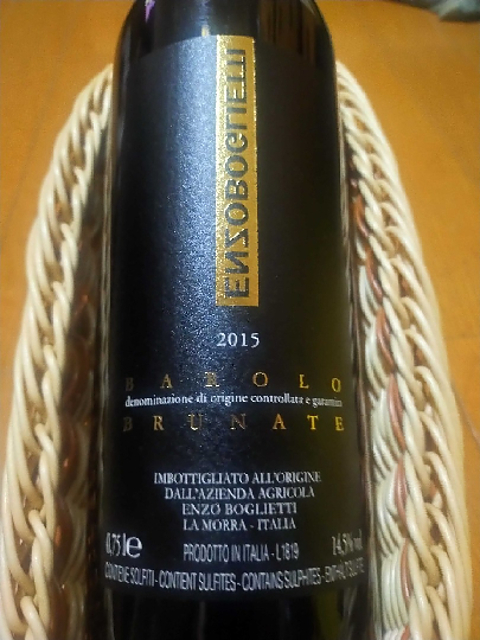 ENZOBOGLIETTI
2015
BAROLO
denominazione di origine controllata e garantita
BRUNATE
IMBOTTIGLIATO ALL'ORIGINE
DALL'AZIENDA AGRICOLA
ENZO BOGLIETTI
LA MORRA - ITALIA
0,75 l e PRODOTTO IN ITALIA - L1819 14,5% vol
CONTIENE SOLFITI - CONTIENT SULFITES - CONTAINS SULPHITES -